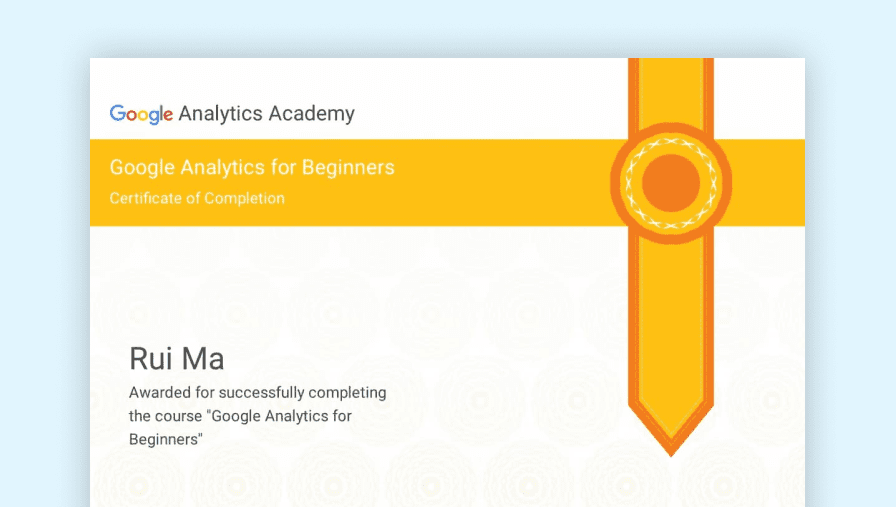 Google Analytics Academy
Google Analytics for Beginners
Certificate of Completion
Rui Ma
Awarded for successfully completing
the course "Google Analytics for
Beginners"